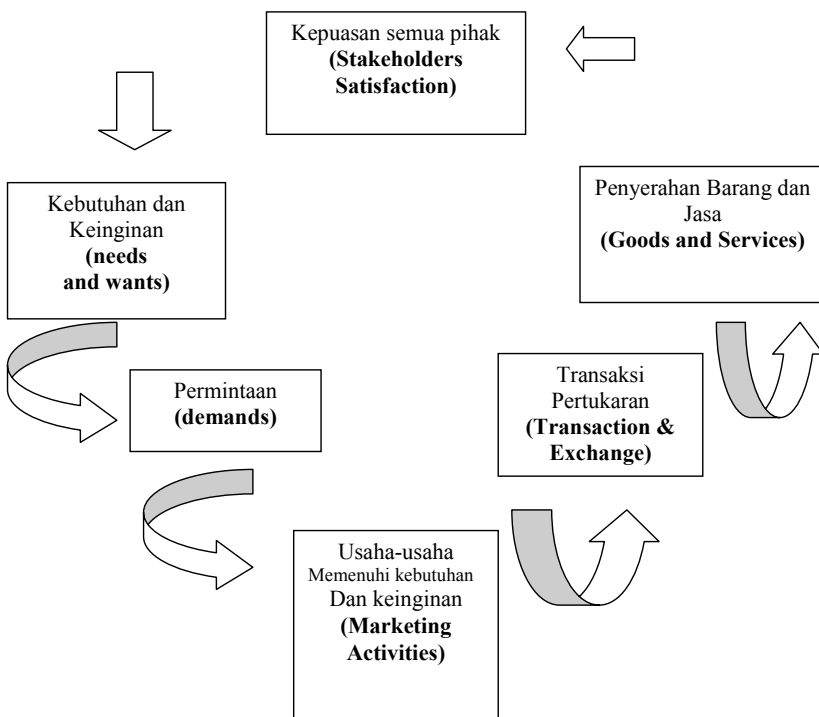 Kepuasan semua pihak
(Stakeholders
Satisfaction)
Kebutuhan dan
Keinginan
(needs
and wants)
Permintaan
(demands)
Usaha-usaha
Memenuhi kebutuhan
Dan keinginan
(Marketing
Activities)
Transaksi
Pertukaran
(Transaction &
Exchange)
Penyerahan Barang dan
Jasa
(Goods and Services)